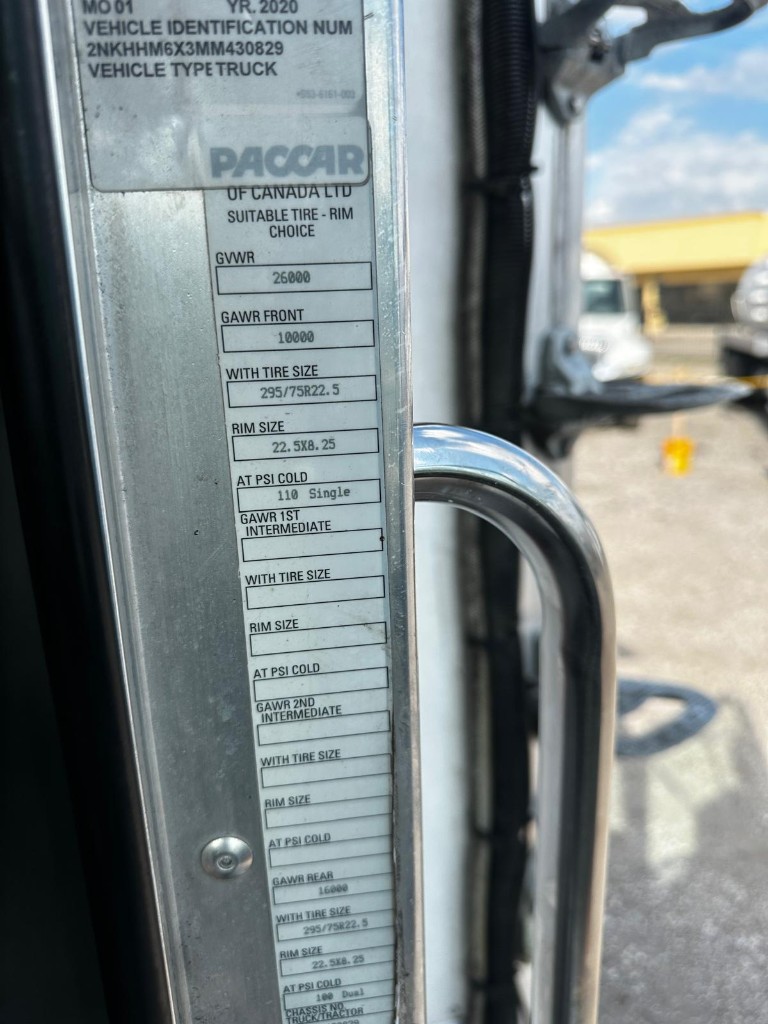 MO 01 YR. 2020
VEHICLE IDENTIFICATION NUM
2NKHHM6X3MM430829
VEHICLE TYPE TRUCK
PACCAR
OF CANADA LTD
SUITABLE TIRE - RIM
CHOICE
GVWR
26000
GAWR FRONT
10000
WITH TIRE SIZE
295/75R22.5
RIM SIZE
22.5X8.25
AT PSI COLD
110 Single
GAWR 1ST
INTERMEDIATE
WITH TIRE SIZE
RIM SIZE
AT PSI COLD
GAWR 2ND
INTERMEDIATE
WITH TIRE SIZE
RIM SIZE
AT PSI COLD
GAWR REAR
16000
WITH TIRE SIZE
295/75R22.5
RIM SIZE
22.5X8.25
AT PSI COLD
100 Dual
CHASSIS NO.
TRUCK/TRACTOR